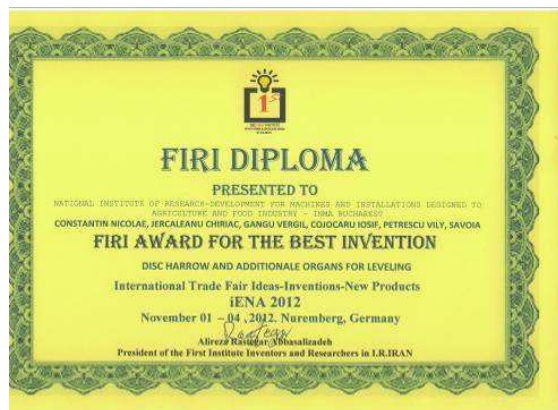 1st
FIRI DIPLOMA
PRESENTED TO
NATIONAL INSTITUTE OF RESEARCH-DEVELOPMENT FOR MACHINES AND INSTALLATIONS DESIGNED TO
AGRICULTURE AND FOOD INDUSTRY - INMA BUCHAREST
CONSTANTIN NICOLAE, JERCALEANU CHIRIAC, GANGU VERGIL, COJOCARU IOSIF, PETRESCU VILY, SAVOIA
FIRI AWARD FOR THE BEST INVENTION
DISC HARROW AND ADDITIONALE ORGANS FOR LEVELING
International Trade Fair Ideas-Inventions-New Products
iENA 2012
November 01 – 04 ,2012. Nuremberg, Germany
Alireza Rastegar Abbasalizadeh
President of the First Institute Inventors and Researchers in I.R.IRAN